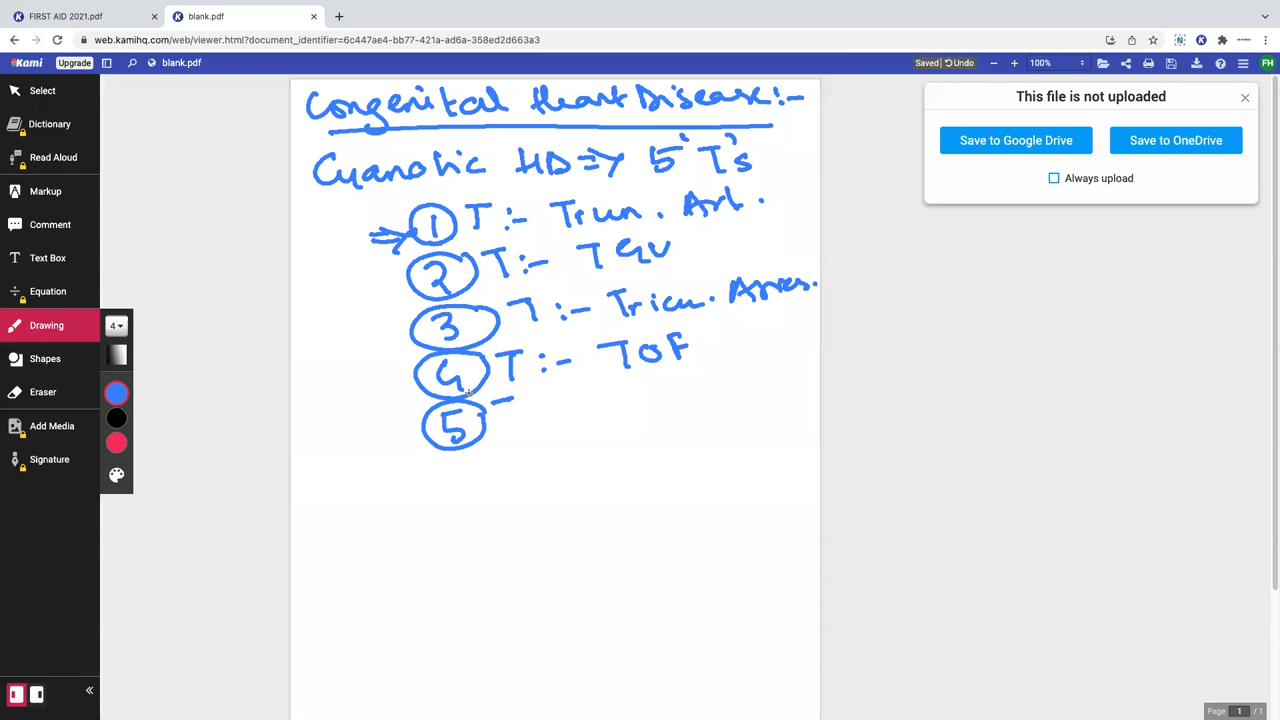 FIRST AID 2021.pdf
blank.pdf
web.kamihq.com/web/viewer.html?document_identifier=6c447ae4-bb77-421a-ad6a-358ed2d663a3
Kami Upgrade blank.pdf Saved Undo 100% FH
Select
Dictionary
Read Aloud
Markup
Comment
Text Box
Equation
Drawing
Shapes
Eraser
Add Media
Signature
4
This file is not uploaded
Save to Google Drive Save to OneDrive
Always upload
Congenital Heart Disease:-
Cyanotic HD => 5 'T's
1 T :- Trun. Art.
2 T :- TGV
3 T :- Tricu. Atres.
4 T :- TOF
5
Page 1 / 1